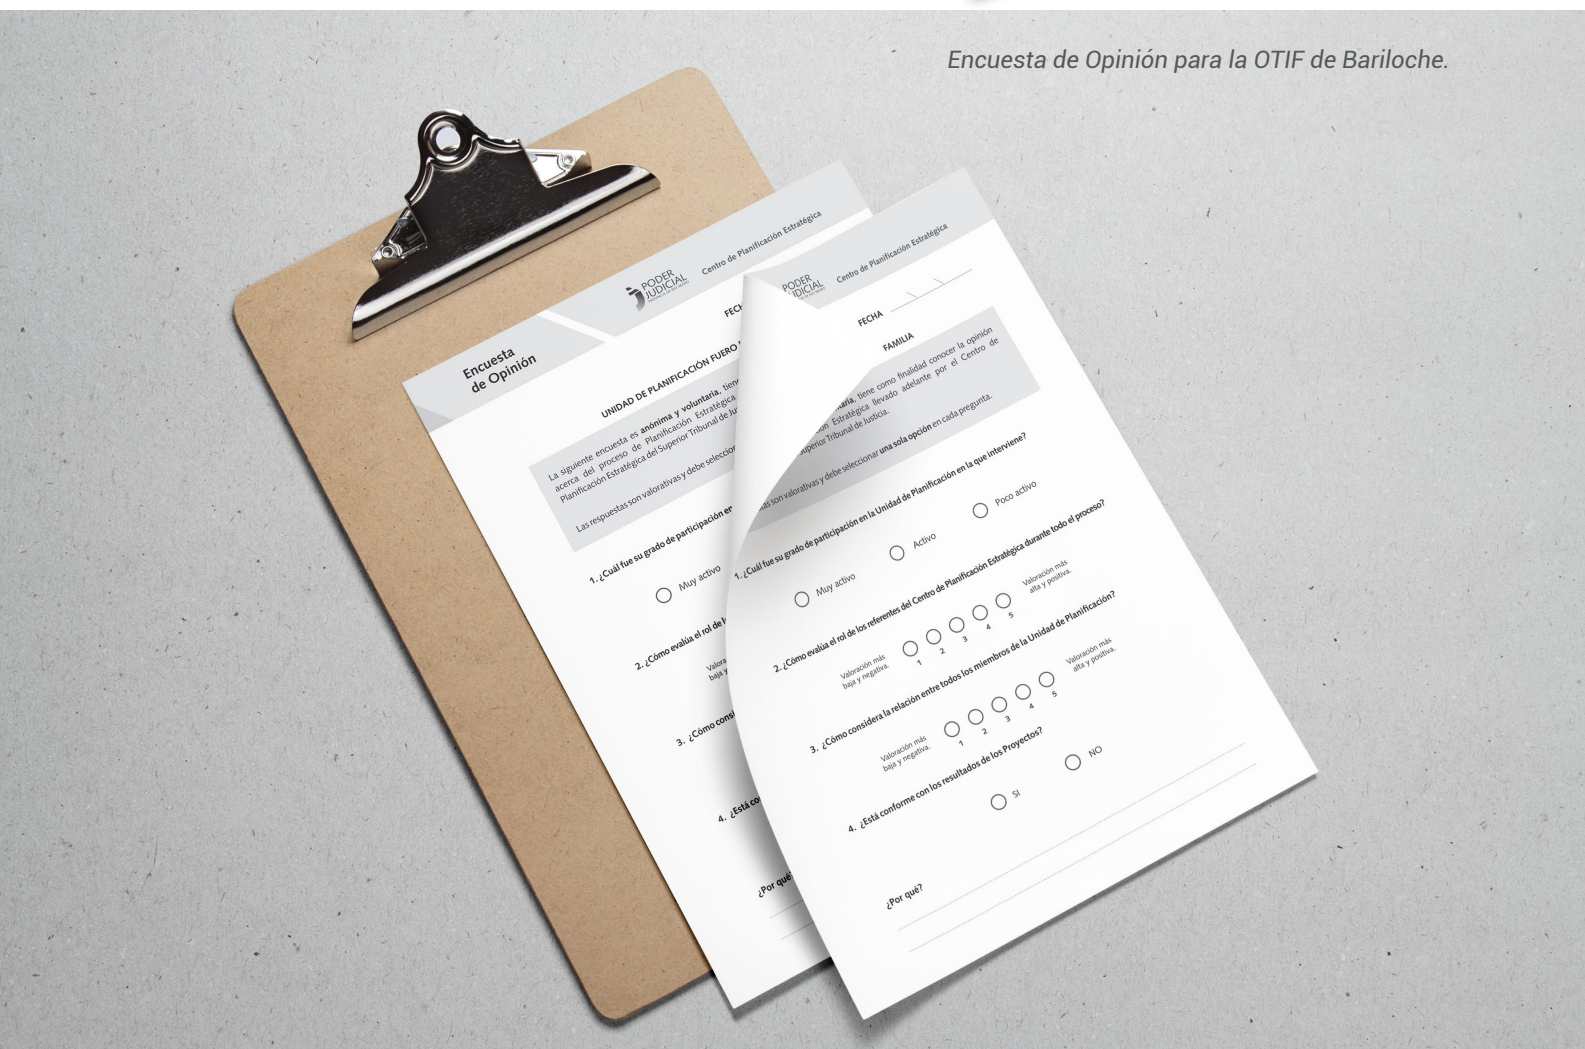 Encuesta de Opinión para la OTIF de Bariloche.
Encuesta
de Opinión
PODER
JUDICIAL
Centro de Planificación Estratégica
FECH
UNIDAD DE PLANIFICACIÓN FUERO
La siguiente encuesta es anónima y voluntaria, tiene
acerca del proceso de Planificación Estratégica
Planificación Estratégica del Superior Tribunal de Ju
Las respuestas son valorativas y debe seleccion
1. ¿Cuál fue su grado de participación en
Muy activo
2. ¿Cómo evalúa el rol de l
Valora
baja y
3. ¿Cómo cons
4. ¿Está co
¿Por qué?
PODER
JUDICIAL
Centro de Planificación Estratégica
FECHA
FAMILIA
taria, tiene como finalidad conocer la opinión
Estratégica llevado adelante por el Centro de
Superior Tribunal de Justicia.
tas son valorativas y debe seleccionar una sola opción en cada pregunta.
1. ¿Cuál fue su grado de participación en la Unidad de Planificación en la que interviene?
Muy activo Activo Poco activo
2. ¿Cómo evalúa el rol de los referentes del Centro de Planificación Estratégica durante todo el proceso?
Valoración más
baja y negativa.
1 2 3 4 5
Valoración más
alta y positiva.
3. ¿Cómo considera la relación entre todos los miembros de la Unidad de Planificación?
Valoración más
baja y negativa.
1 2 3 4 5
Valoración más
alta y positiva.
4. ¿Está conforme con los resultados de los Proyectos?
SI NO
¿Por qué?